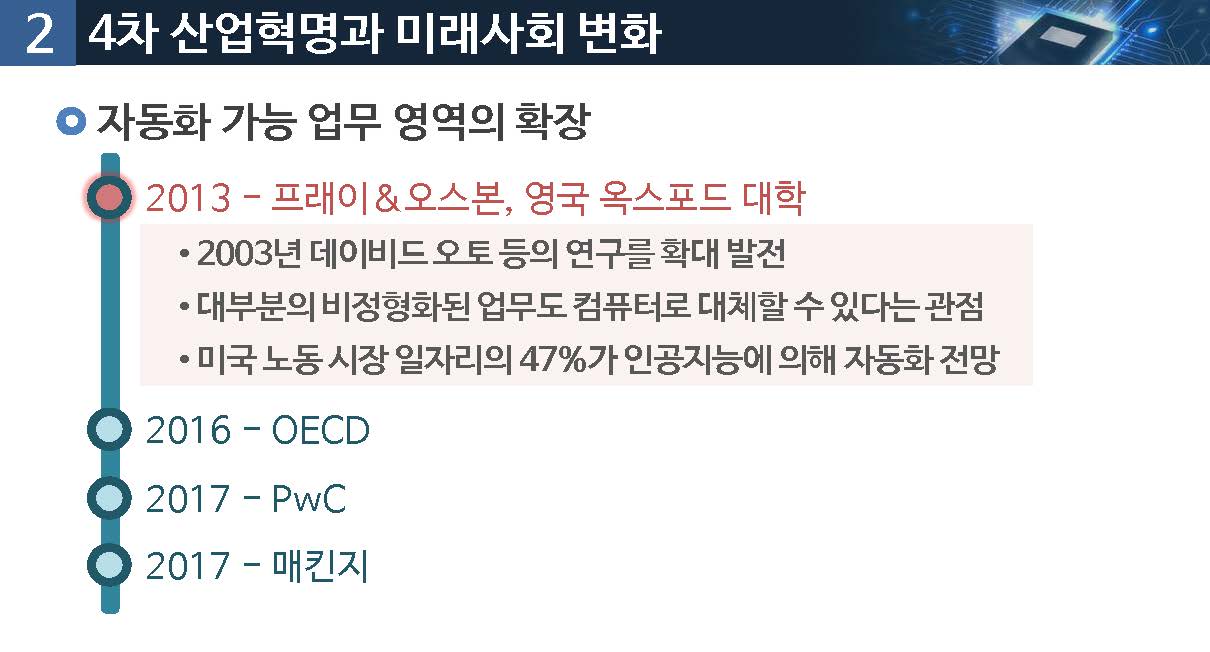 2 4차 산업혁명과 미래사회 변화
자동화 가능 업무 영역의 확장
2013 – 프래이&오스본, 영국 옥스포드 대학
• 2003년 데이비드 오토 등의 연구를 확대 발전
• 대부분의 비정형화된 업무도 컴퓨터로 대체할 수 있다는 관점
• 미국 노동 시장 일자리의 47%가 인공지능에 의해 자동화 전망
2016 – OECD
2017 – PwC
2017 – 매킨지